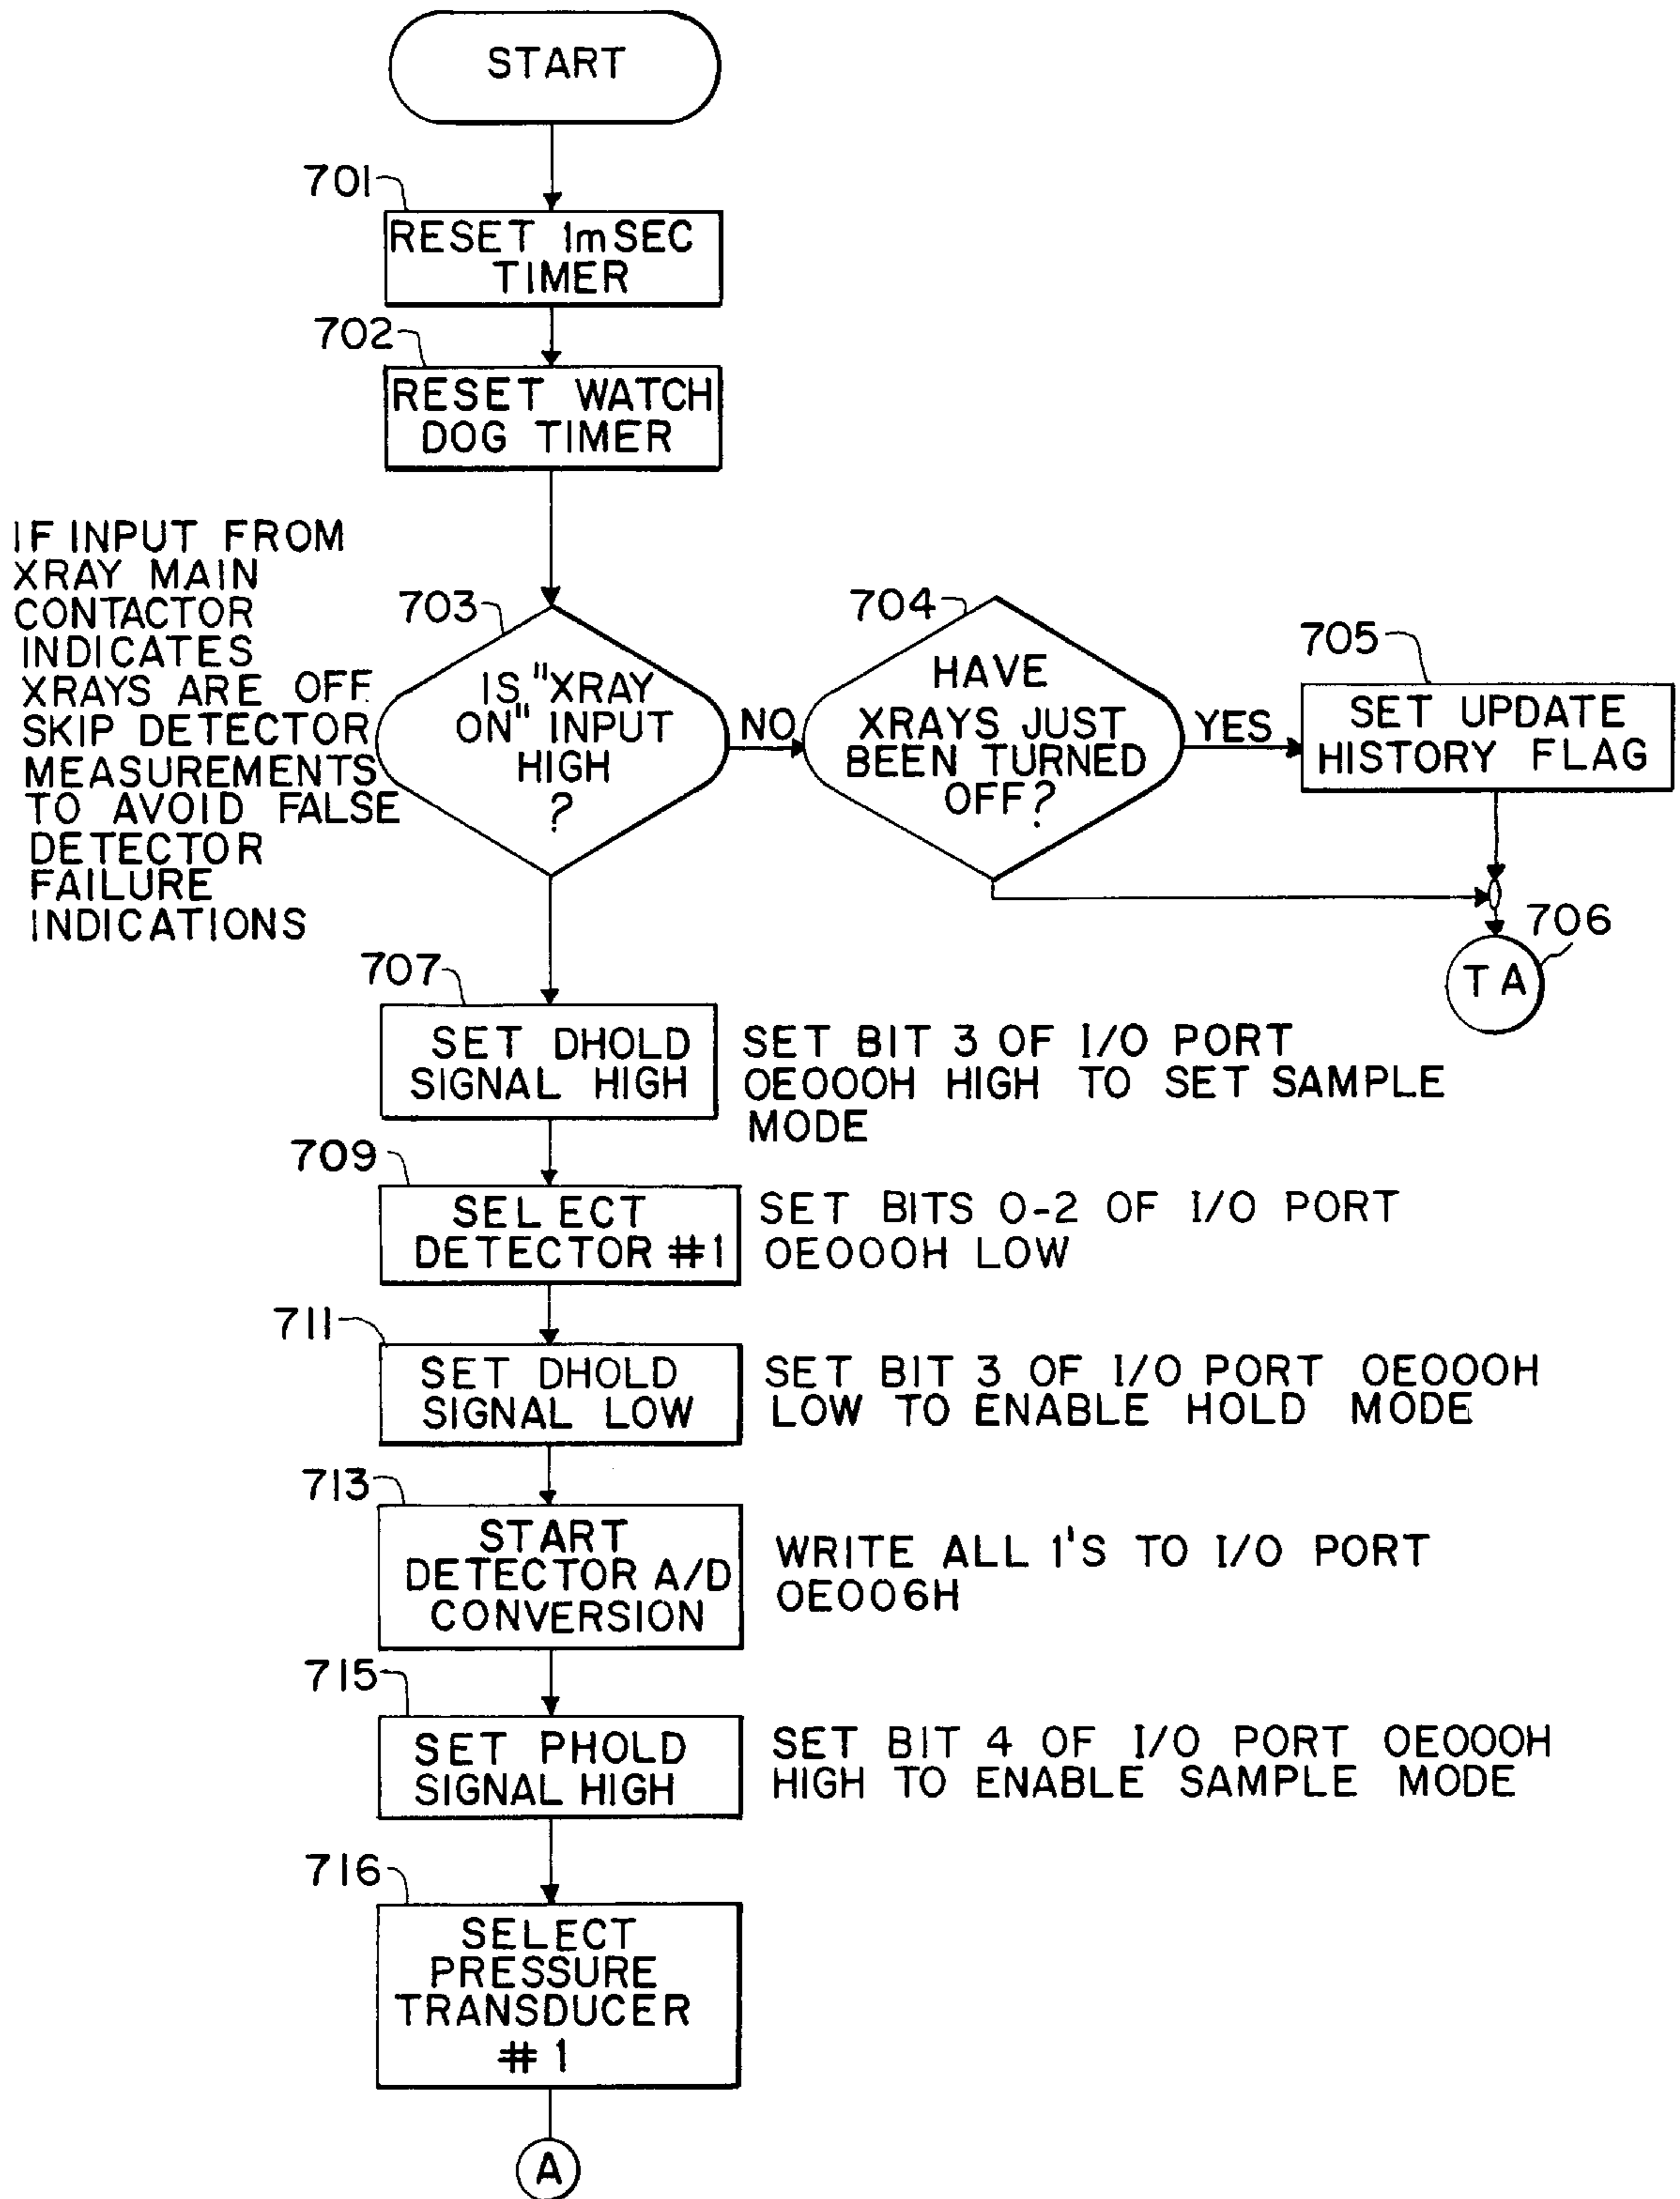 START
701
RESET 1mSEC
TIMER
702
RESET WATCH
DOG TIMER
IF INPUT FROM
XRAY MAIN
CONTACTOR
INDICATES
XRAYS ARE OFF
SKIP DETECTOR
MEASUREMENTS
TO AVOID FALSE
DETECTOR
FAILURE
INDICATIONS
703
IS "XRAY
ON" INPUT
HIGH
?
NO
704
HAVE
XRAYS JUST
BEEN TURNED
OFF?
YES
705
SET UPDATE
HISTORY FLAG
706
TA
707
SET DHOLD
SIGNAL HIGH
SET BIT 3 OF I/O PORT
0E000H HIGH TO SET SAMPLE
MODE
709
SELECT
DETECTOR #1
SET BITS 0-2 OF I/O PORT
0E000H LOW
711
SET DHOLD
SIGNAL LOW
SET BIT 3 OF I/O PORT 0E000H
LOW TO ENABLE HOLD MODE
713
START
DETECTOR A/D
CONVERSION
WRITE ALL 1'S TO I/O PORT
0E006H
715
SET PHOLD
SIGNAL HIGH
SET BIT 4 OF I/O PORT 0E000H
HIGH TO ENABLE SAMPLE MODE
716
SELECT
PRESSURE
TRANSDUCER
#1
A